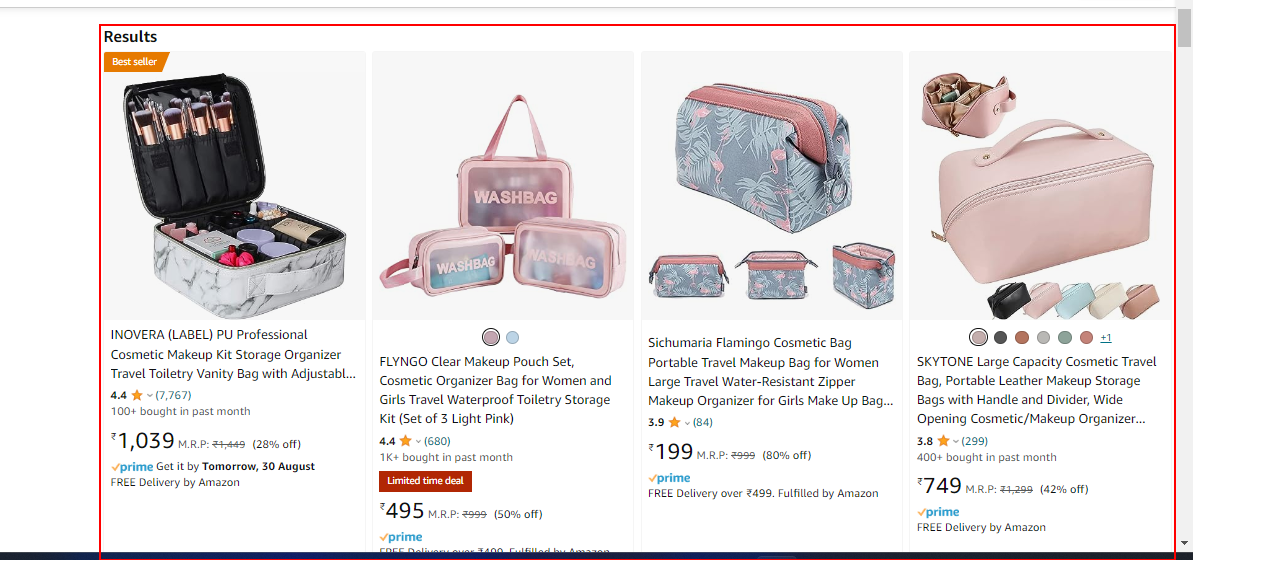 Results
Best seller
WASHBAG
WASHBAG
WASHBAG
INOVERA (LABEL) PU Professional
Cosmetic Makeup Kit Storage Organizer
Travel Toiletry Vanity Bag with Adjustabl...
4.4 (7,767)
100+ bought in past month
₹1,039 M.R.P: ₹1,449 (28% off)
prime Get it by Tomorrow, 30 August
FREE Delivery by Amazon
FLYNGO Clear Makeup Pouch Set,
Cosmetic Organizer Bag for Women and
Girls Travel Waterproof Toiletry Storage
Kit (Set of 3 Light Pink)
4.4 (680)
1K+ bought in past month
Limited time deal
₹495 M.R.P: ₹999 (50% off)
prime
FREE Delivery over ₹499. Fulfilled by Amazon
Sichumaria Flamingo Cosmetic Bag
Portable Travel Makeup Bag for Women
Large Travel Water-Resistant Zipper
Makeup Organizer for Girls Make Up Bag...
3.9 (84)
₹199 M.R.P: ₹999 (80% off)
prime
FREE Delivery over ₹499. Fulfilled by Amazon
+1
SKYTONE Large Capacity Cosmetic Travel
Bag, Portable Leather Makeup Storage
Bags with Handle and Divider, Wide
Opening Cosmetic/Makeup Organizer...
3.8 (299)
400+ bought in past month
₹749 M.R.P: ₹1,299 (42% off)
prime
FREE Delivery by Amazon